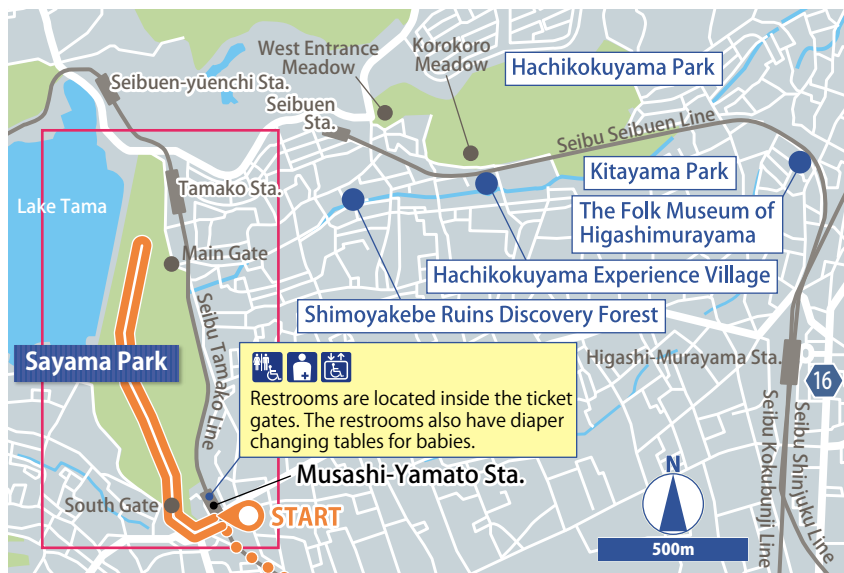 West Entrance
Meadow
Korokoro
Meadow
Hachikokuyama Park
Seibuen-yūenchi Sta.
Seibuen
Sta.
Seibu Seibuen Line
Kitayama Park
Tamako Sta.
Lake Tama
The Folk Museum of
Higashimurayama
Main Gate
Hachikokuyama Experience Village
Shimoyakebe Ruins Discovery Forest
Seibu Tamako Line
Sayama Park
Higashi-Murayama Sta.
16
Restrooms are located inside the ticket
gates. The restrooms also have diaper
changing tables for babies.
Musashi-Yamato Sta.
Seibu Kokubunji Line
Seibu Shinjuku Line
South Gate
START
N
500m